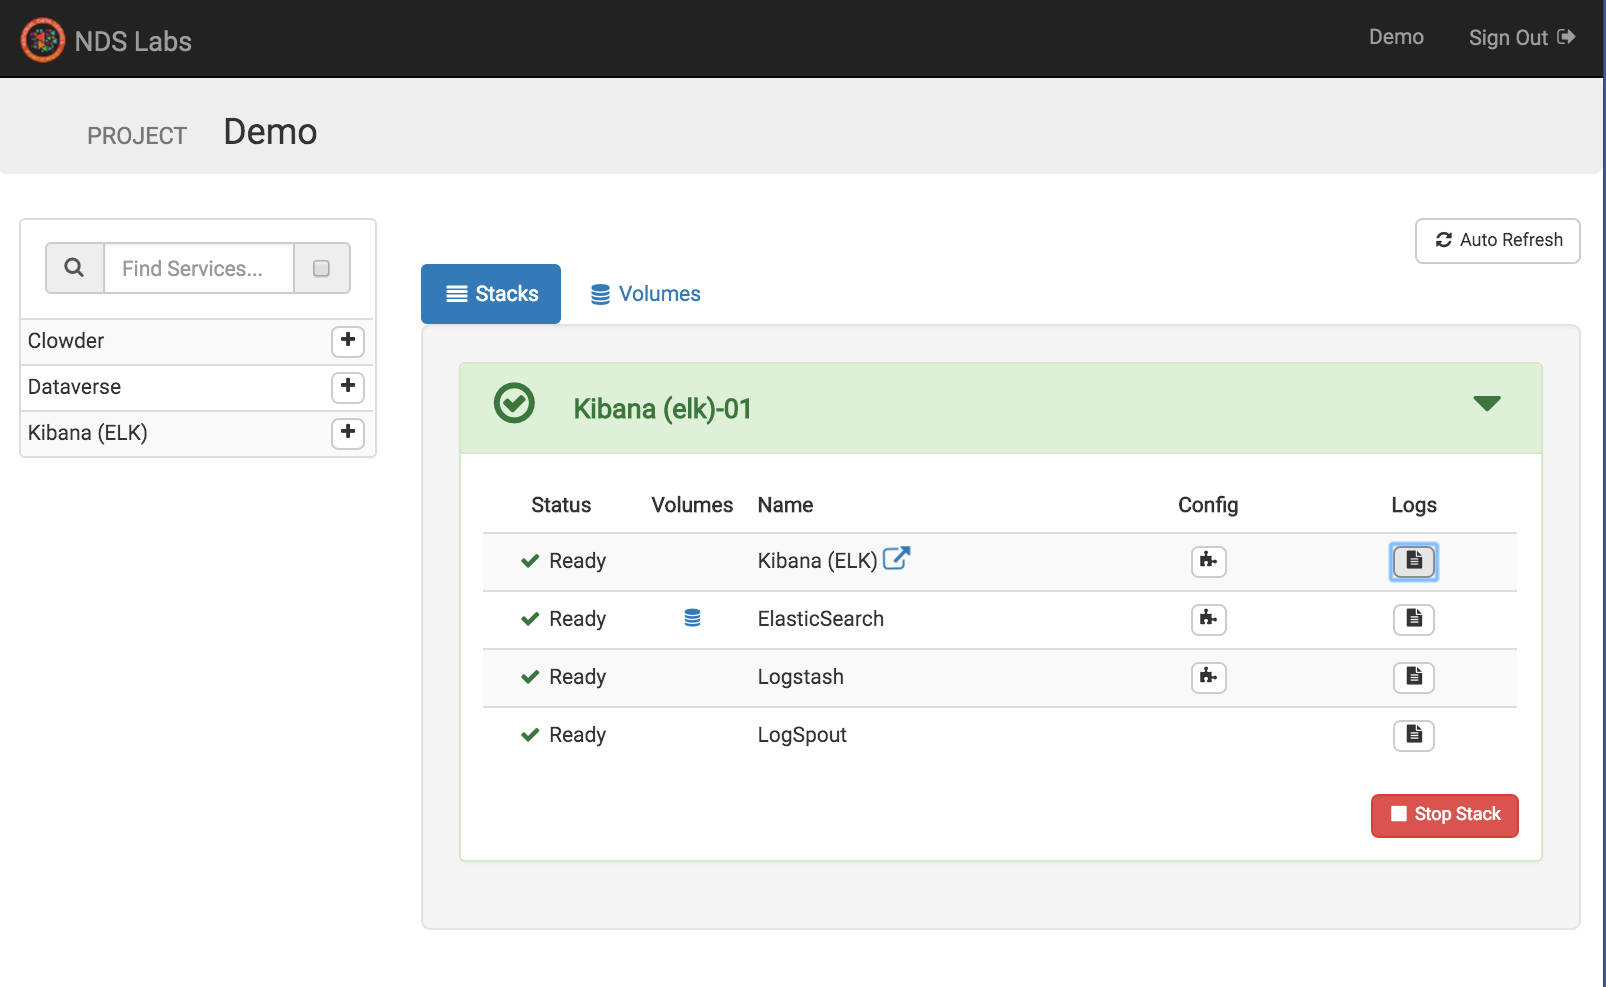 NDS Labs
Demo
Sign Out
PROJECT Demo
Find Services...
Clowder
Dataverse
Kibana (ELK)
Auto Refresh
Stacks
Volumes
Kibana (elk)-01
Status Volumes Name Config Logs
Ready Kibana (ELK)
Ready ElasticSearch
Ready Logstash
Ready LogSpout
Stop Stack